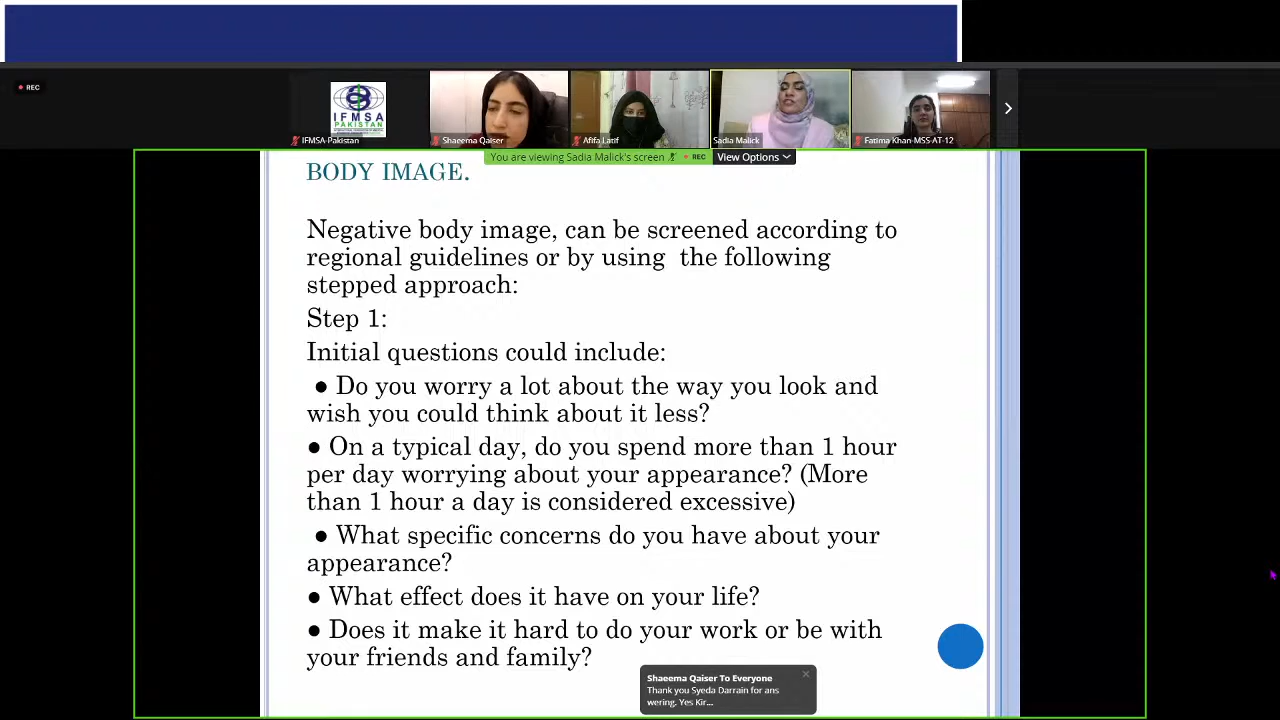 REC
IFMSA
PAKISTAN
IFMSA-Pakistan
Shaeema Qaiser
Afifa Latif
Sadia Malick
Fatima Khan-MSS-AT-12
You are viewing Sadia Malick's screen
REC
View Options
BODY IMAGE.
Negative body image, can be screened according to
regional guidelines or by using the following
stepped approach:
Step 1:
Initial questions could include:
● Do you worry a lot about the way you look and
wish you could think about it less?
● On a typical day, do you spend more than 1 hour
per day worrying about your appearance? (More
than 1 hour a day is considered excessive)
● What specific concerns do you have about your
appearance?
● What effect does it have on your life?
● Does it make it hard to do your work or be with
your friends and family?
Shaeema Qaiser To Everyone
Thank you Syeda Darrain for ans
wering. Yes Kir...